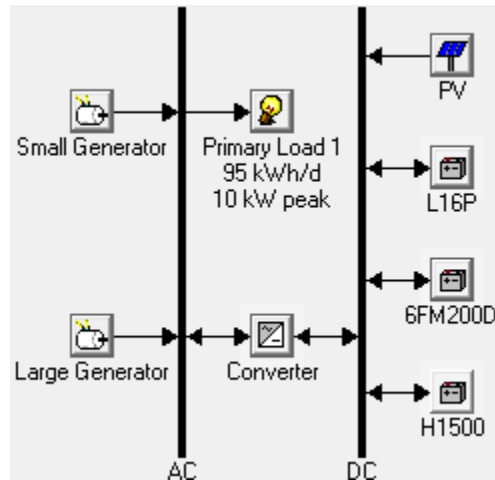 PV
Small Generator
Primary Load 1
95 kWh/d
10 kW peak
L16P
6FM200D
Large Generator
Converter
H1500
AC
DC